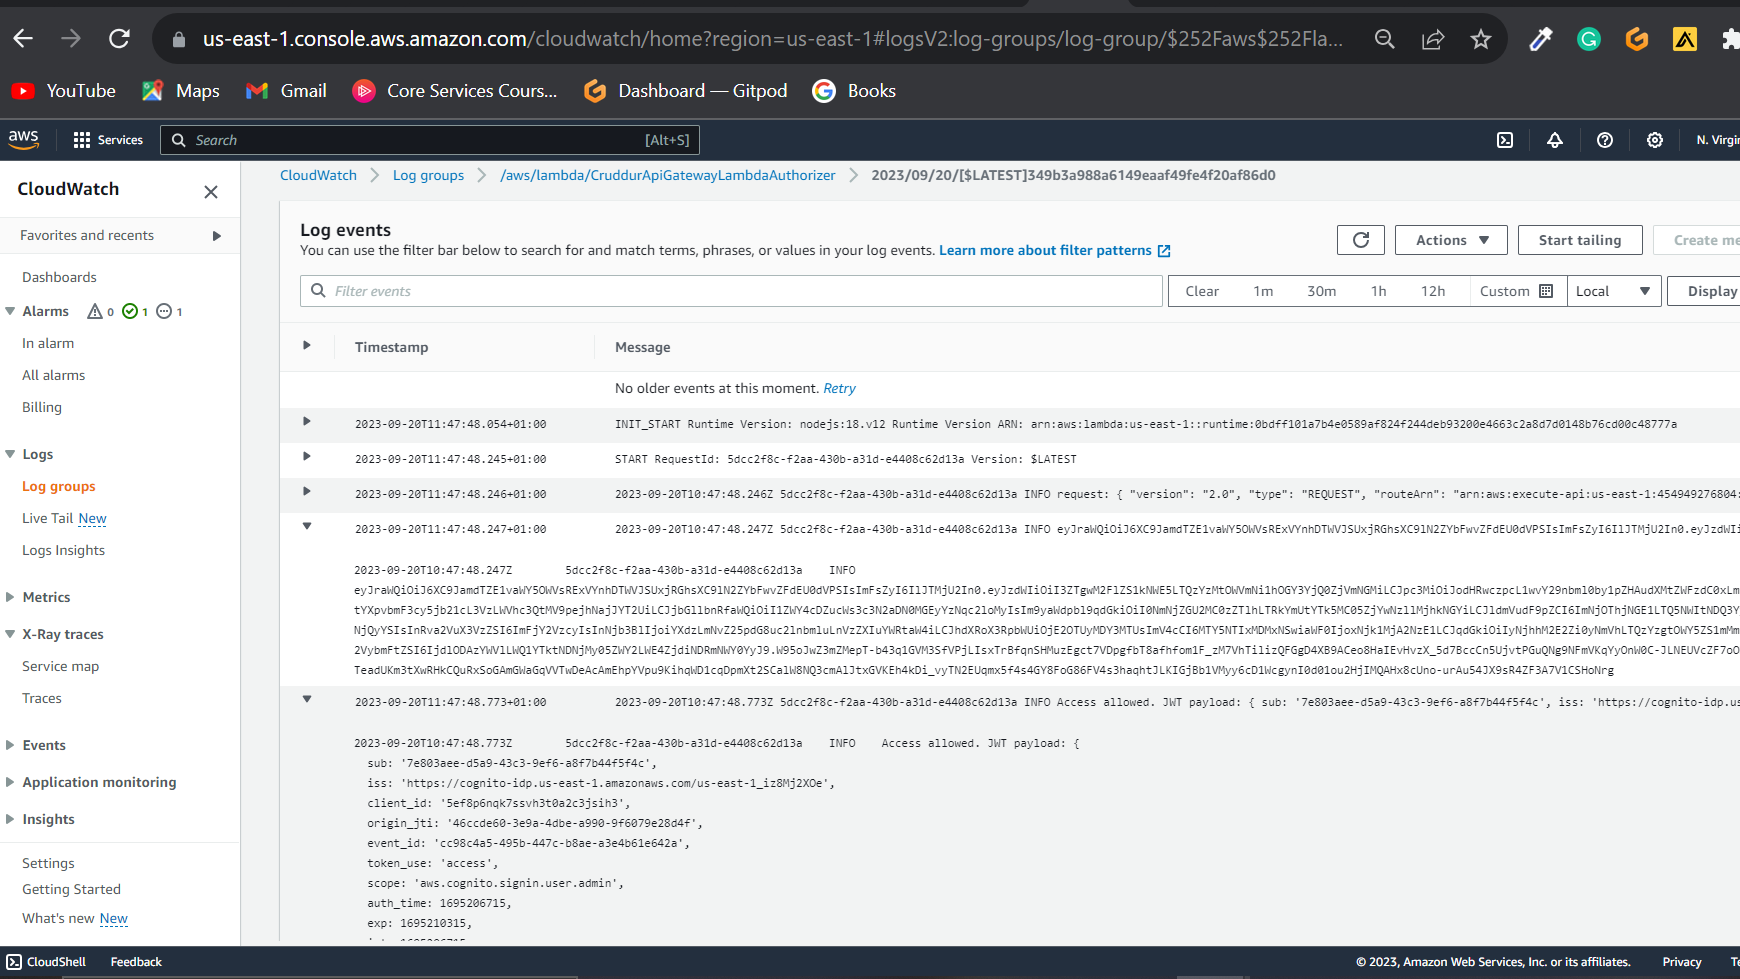 us-east-1.console.aws.amazon.com/cloudwatch/home?region=us-east-1#logsV2:log-groups/log-group/$252Faws$252Fla...
YouTube Maps Gmail Core Services Cours... Dashboard — Gitpod Books
aws Services Search [Alt+S] N. Virgin
CloudWatch
CloudWatch Log groups /aws/lambda/CruddurApiGatewayLambdaAuthorizer 2023/09/20/[$LATEST]349b3a988a6149eaaf49fe4f20af86d0
Favorites and recents
Dashboards
Alarms 0 1 1
In alarm
All alarms
Billing
Logs
Log groups
Live Tail New
Logs Insights
Metrics
X-Ray traces
Service map
Traces
Events
Application monitoring
Insights
Settings
Getting Started
What's new New
Log events
You can use the filter bar below to search for and match terms, phrases, or values in your log events. Learn more about filter patterns
Actions Start tailing Create me
Filter events
Clear 1m 30m 1h 12h Custom Local Display
Timestamp Message
No older events at this moment. Retry
2023-09-20T11:47:48.054+01:00 INIT_START Runtime Version: nodejs:18.v12 Runtime Version ARN: arn:aws:lambda:us-east-1::runtime:0bdff101a7b4e0589af824f244deb93200e4663c2a8d7d0148b76cd00c48777a
2023-09-20T11:47:48.245+01:00 START RequestId: 5dcc2f8c-f2aa-430b-a31d-e4408c62d13a Version: $LATEST
2023-09-20T11:47:48.246+01:00 2023-09-20T10:47:48.246Z 5dcc2f8c-f2aa-430b-a31d-e4408c62d13a INFO request: { "version": "2.0", "type": "REQUEST", "routeArn": "arn:aws:execute-api:us-east-1:454949276804:
2023-09-20T11:47:48.247+01:00 2023-09-20T10:47:48.247Z 5dcc2f8c-f2aa-430b-a31d-e4408c62d13a INFO
2023-09-20T10:47:48.247Z 5dcc2f8c-f2aa-430b-a31d-e4408c62d13a INFO
2023-09-20T11:47:48.773+01:00 2023-09-20T10:47:48.773Z 5dcc2f8c-f2aa-430b-a31d-e4408c62d13a INFO Access allowed. JWT payload: { sub: '7e803aee-d5a9-43c3-9ef6-a8f7b44f5f4c', iss: 'https://cognito-idp.us
2023-09-20T10:47:48.773Z 5dcc2f8c-f2aa-430b-a31d-e4408c62d13a INFO Access allowed. JWT payload: {
sub: '7e803aee-d5a9-43c3-9ef6-a8f7b44f5f4c',
iss: 'https://cognito-idp.us-east-1.amazonaws.com/us-east-1_iz8Mj2XOe',
client_id: '5ef8p6nqk7ssvh3t0a2c3jsih3',
origin_jti: '46ccde60-3e9a-4dbe-a990-9f6079e28d4f',
event_id: 'cc98c4a5-495b-447c-b8ae-a3e4b61e642a',
token_use: 'access',
scope: 'aws.cognito.signin.user.admin',
auth_time: 1695206715,
exp: 1695210315,
CloudShell Feedback © 2023, Amazon Web Services, Inc. or its affiliates. Privacy Te